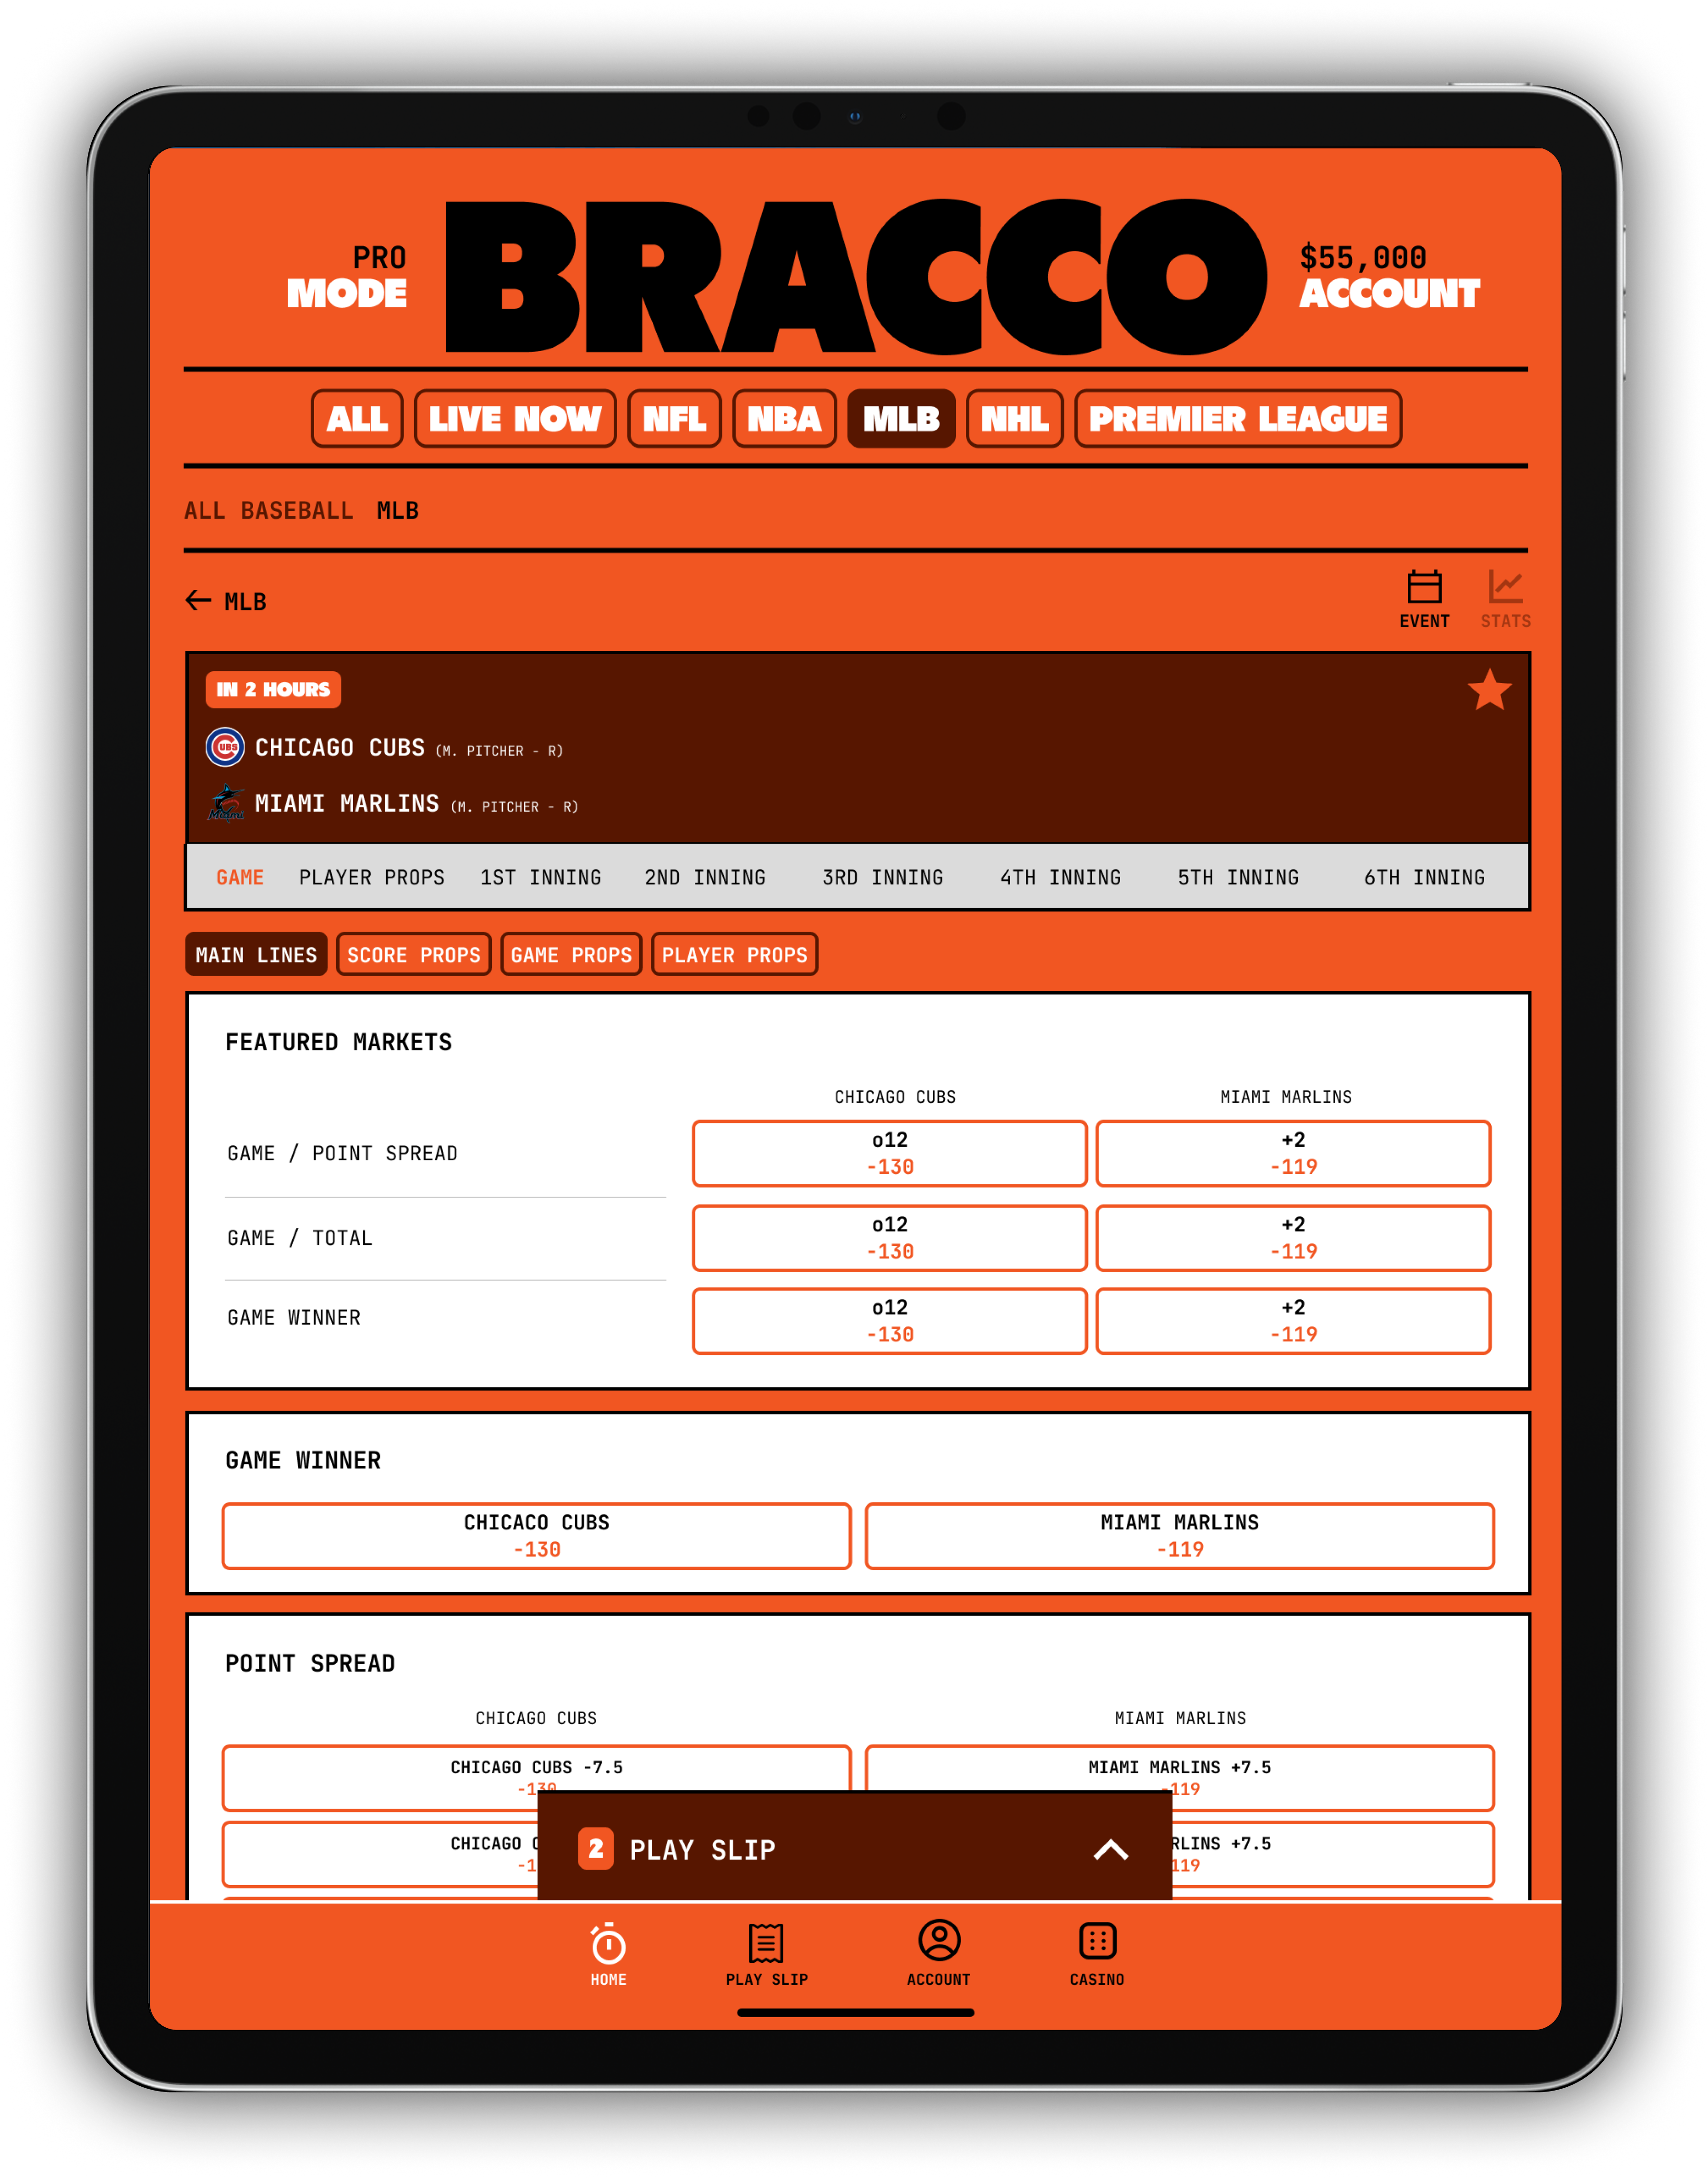 PRO
MODE
BRACCO
$55,000
ACCOUNT
ALL LIVE NOW NFL NBA MLB NHL PREMIER LEAGUE
ALL BASEBALL MLB
MLB
EVENT STATS
IN 2 HOURS
CUBS
CHICAGO CUBS (M. PITCHER - R)
Miami
MIAMI MARLINS (M. PITCHER - R)
GAME PLAYER PROPS 1ST INNING 2ND INNING 3RD INNING 4TH INNING 5TH INNING 6TH INNING
MAIN LINES SCORE PROPS GAME PROPS PLAYER PROPS
FEATURED MARKETS
CHICAGO CUBS MIAMI MARLINS
GAME / POINT SPREAD
o12 +2
-130 -119
GAME / TOTAL
o12 +2
-130 -119
GAME WINNER
o12 +2
-130 -119
GAME WINNER
CHICACO CUBS MIAMI MARLINS
-130 -119
POINT SPREAD
CHICAGO CUBS MIAMI MARLINS
CHICAGO CUBS -7.5 MIAMI MARLINS +7.5
-130 -119
CHICAGO RLINS +7.5
-1 119
2 PLAY SLIP
HOME PLAY SLIP ACCOUNT CASINO